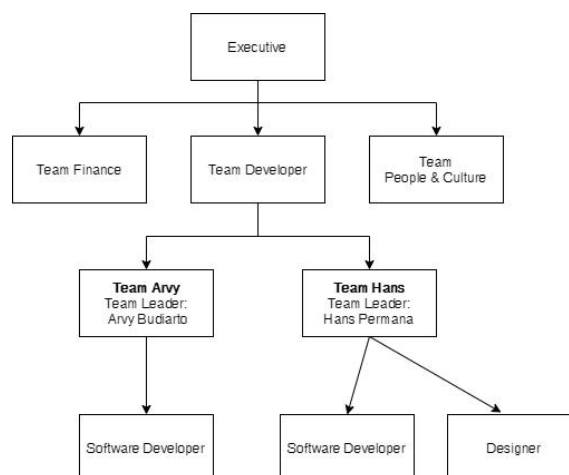 Executive
Team Finance
Team Developer
Team
People & Culture
Team Arvy
Team Leader:
Arvy Budiarto
Team Hans
Team Leader:
Hans Permana
Software Developer
Software Developer
Designer